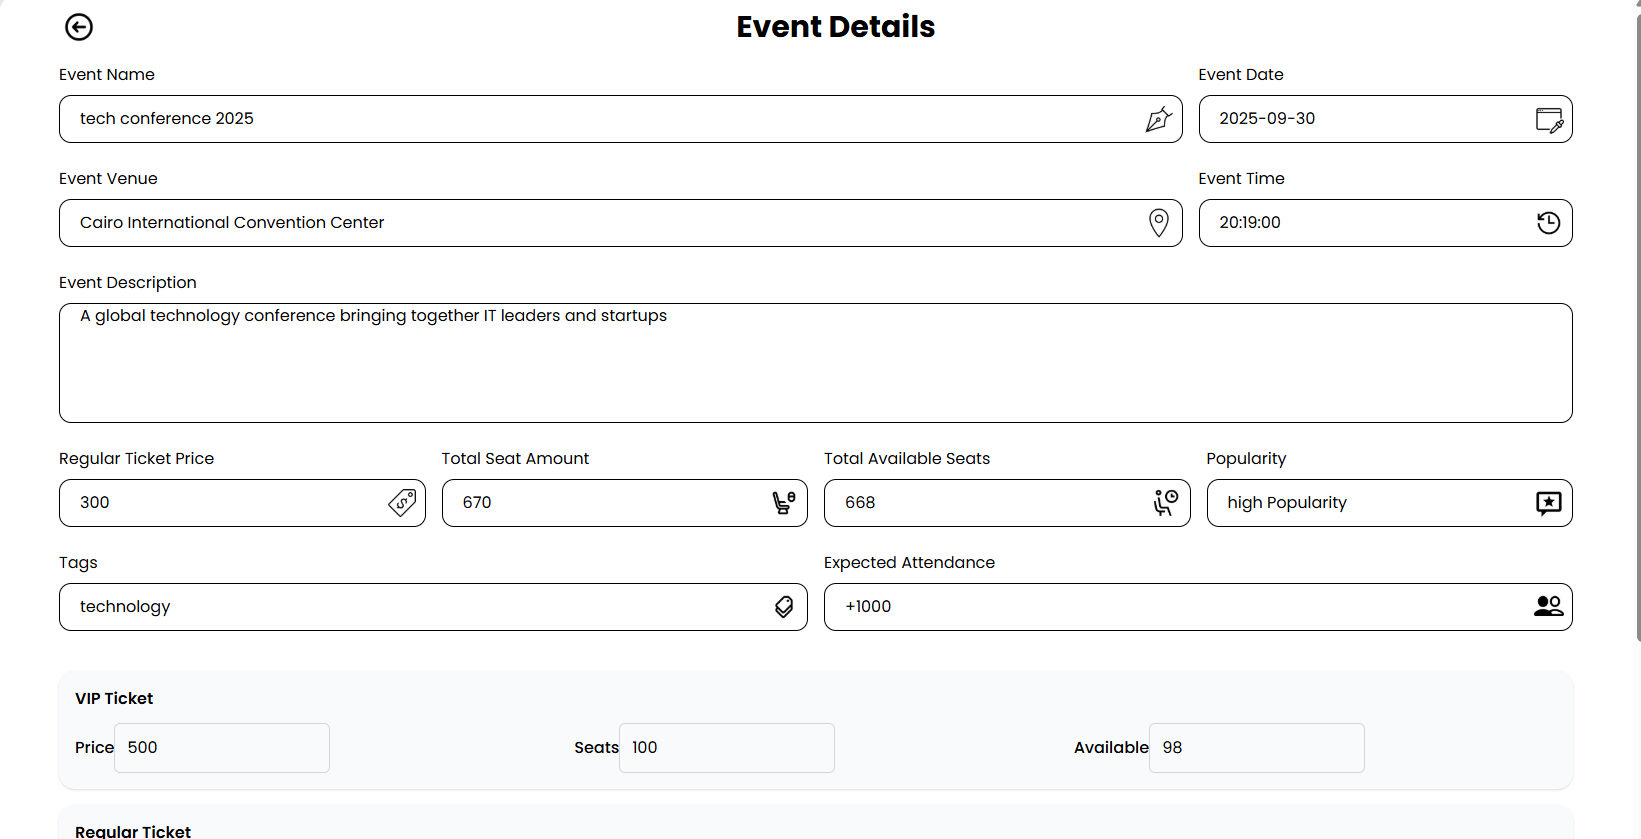 Event Details
Event Name
Event Date
tech conference 2025
2025-09-30
Event Venue
Event Time
Cairo International Convention Center
20:19:00
Event Description
A global technology conference bringing together IT leaders and startups
Regular Ticket Price
Total Seat Amount
Total Available Seats
Popularity
300
670
668
high Popularity
Tags
Expected Attendance
technology
+1000
VIP Ticket
Price 500
Seats 100
Available 98
Regular Ticket